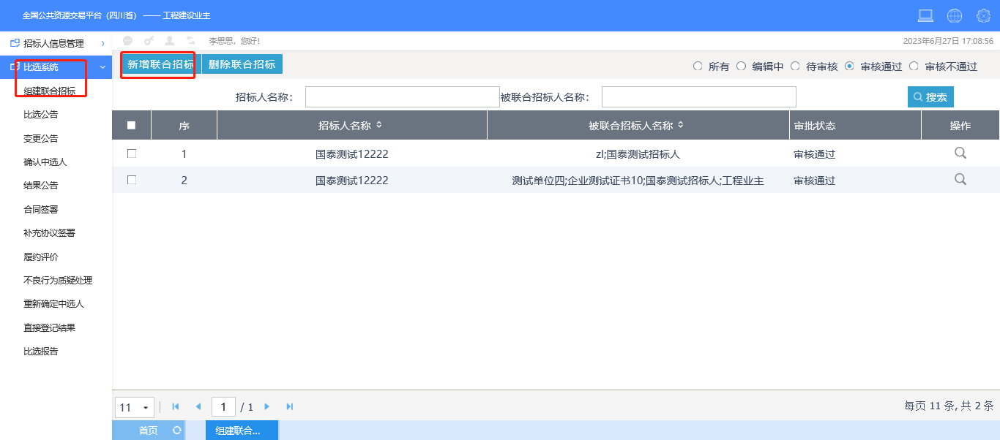 全国公共资源交易平台（四川省） —— 工程建设业主
招标人信息管理
李思思，您好!
2023年6月27日 17:08:56
比选系统
新增联合招标
删除联合招标
所有
编辑中
待审核
审核通过
审核不通过
组建联合招标
招标人名称：
被联合招标人名称：
搜索
比选公告
变更公告
确认中选人
结果公告
合同签署
补充协议签署
履约评价
不良行为质疑处理
重新确定中选人
直接登记结果
比选报告
序 招标人名称 被联合招标人名称 审批状态 操作
1 国泰测试12222 zl;国泰测试招标人 审核通过
2 国泰测试12222 测试单位四;企业测试证书10;国泰测试招标人;工程业主 审核通过
11
1 / 1
每页 11 条, 共 2 条
首页
组建联合...